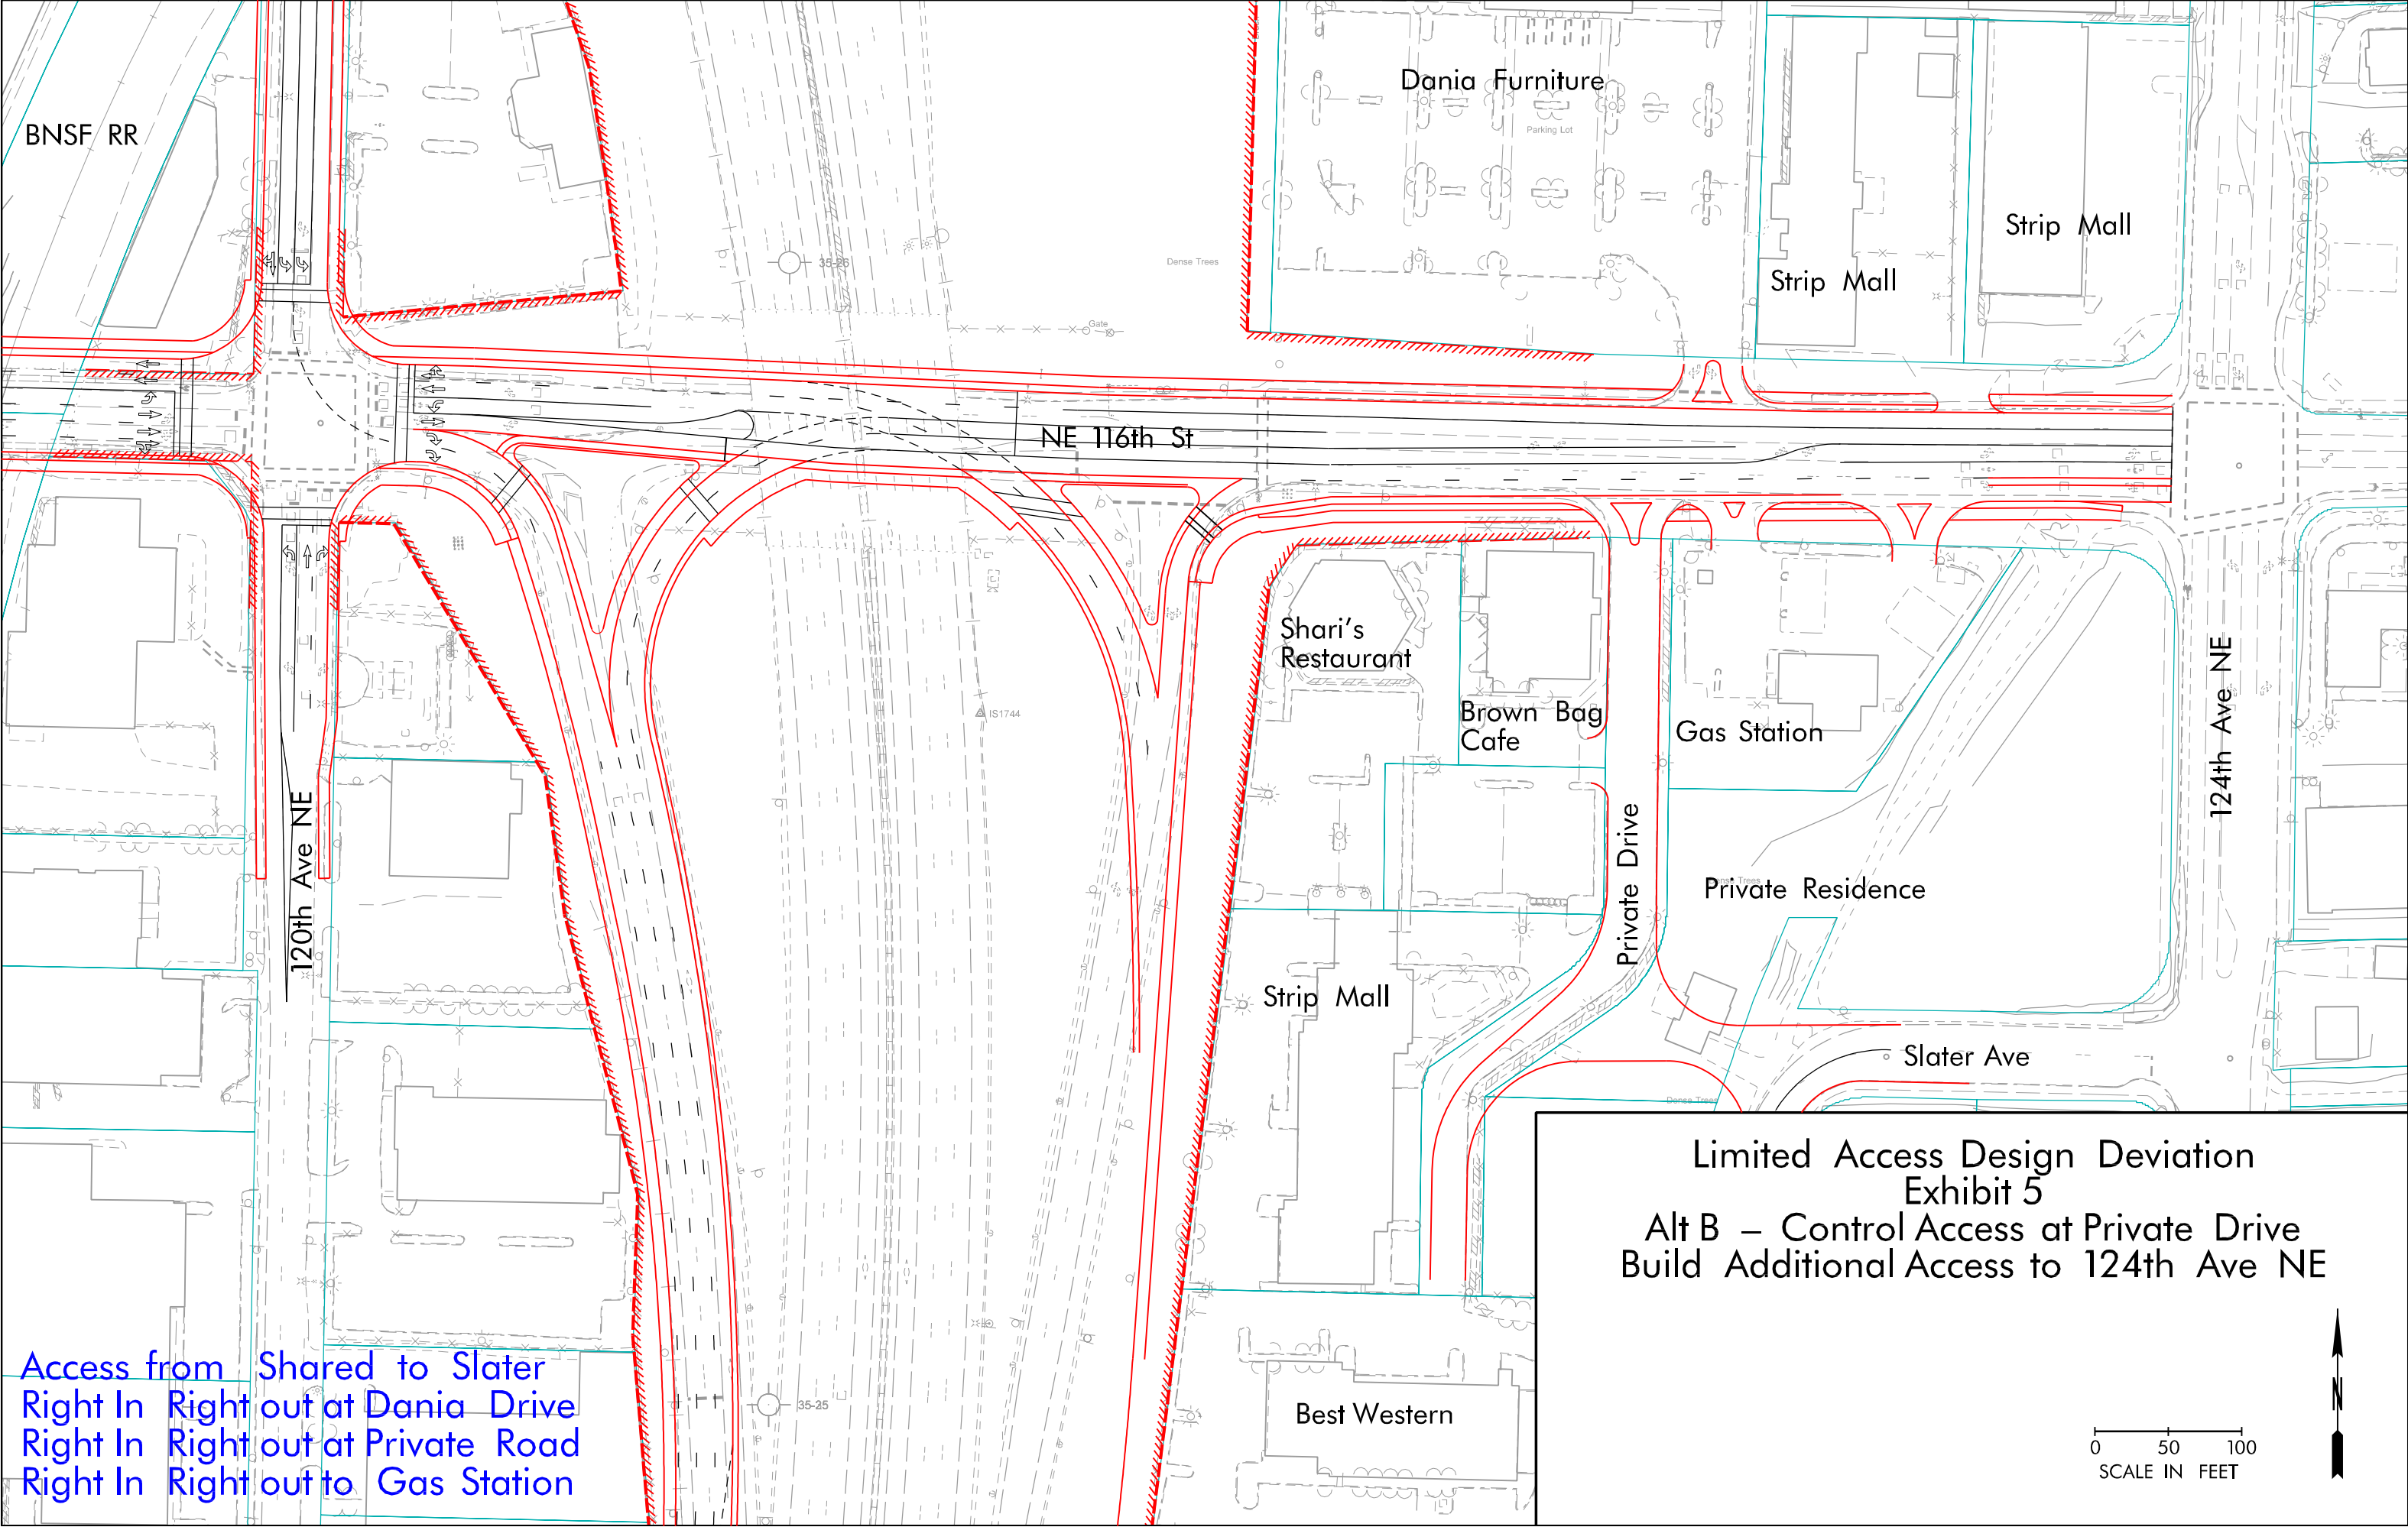 Dania Furniture
Parking Lot
BNSF RR
Strip Mall
Strip Mall
35-26
Dense Trees
Gate
NE 116th St
Shari's
Restaurant
IS1744
Brown Bag
Cafe
Gas Station
124th Ave NE
120th Ave NE
Private Drive
Dense Trees
Private Residence
Strip Mall
Slater Ave
Dense Trees
Limited Access Design Deviation
Exhibit 5
Alt B – Control Access at Private Drive
Build Additional Access to 124th Ave NE
Access from Shared to Slater
Right In Right out at Dania Drive
Right In Right out at Private Road
Right In Right out to Gas Station
35-25
Best Western
N
0 50 100
SCALE IN FEET